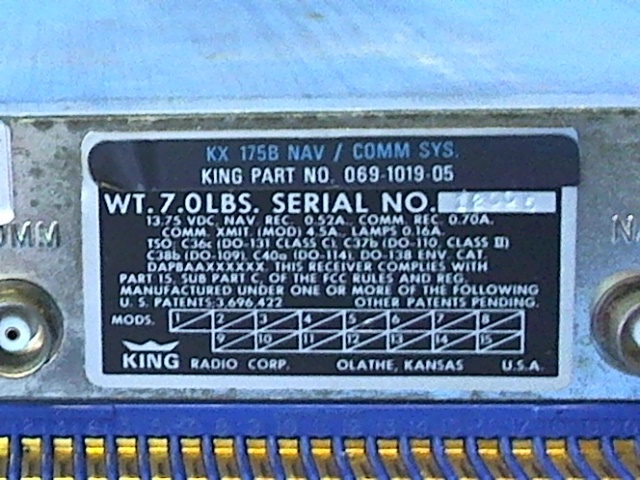 KX 175B NAV / COMM SYS.
KING PART NO. 069-1019-05
WT. 7.0LBS. SERIAL NO.
13.75 VDC, NAV. REC. 0.52A. COMM. REC. 0.70A.
COMM. XMIT. (MOD) 4.5A., LAMPS 0.16A.
TSO: C36c (DO-131 CLASS C), C37b (DO-110, CLASS II)
C38b (DO-109), C40a (DO-114), DO-138 ENV. CAT.
DAPBAAXXXXXX. THIS RECEIVER COMPLIES WITH
PART 15, SUB PART C, OF THE FCC RULES AND REG.
MANUFACTURED UNDER ONE OR MORE OF THE FOLLOWING
U. S. PATENTS: 3,696,422 OTHER PATENTS PENDING.
MODS. 1 2 3 4 5 6 7 8
9 10 11 12 13 14 15
KING RADIO CORP. OLATHE, KANSAS U.S.A.